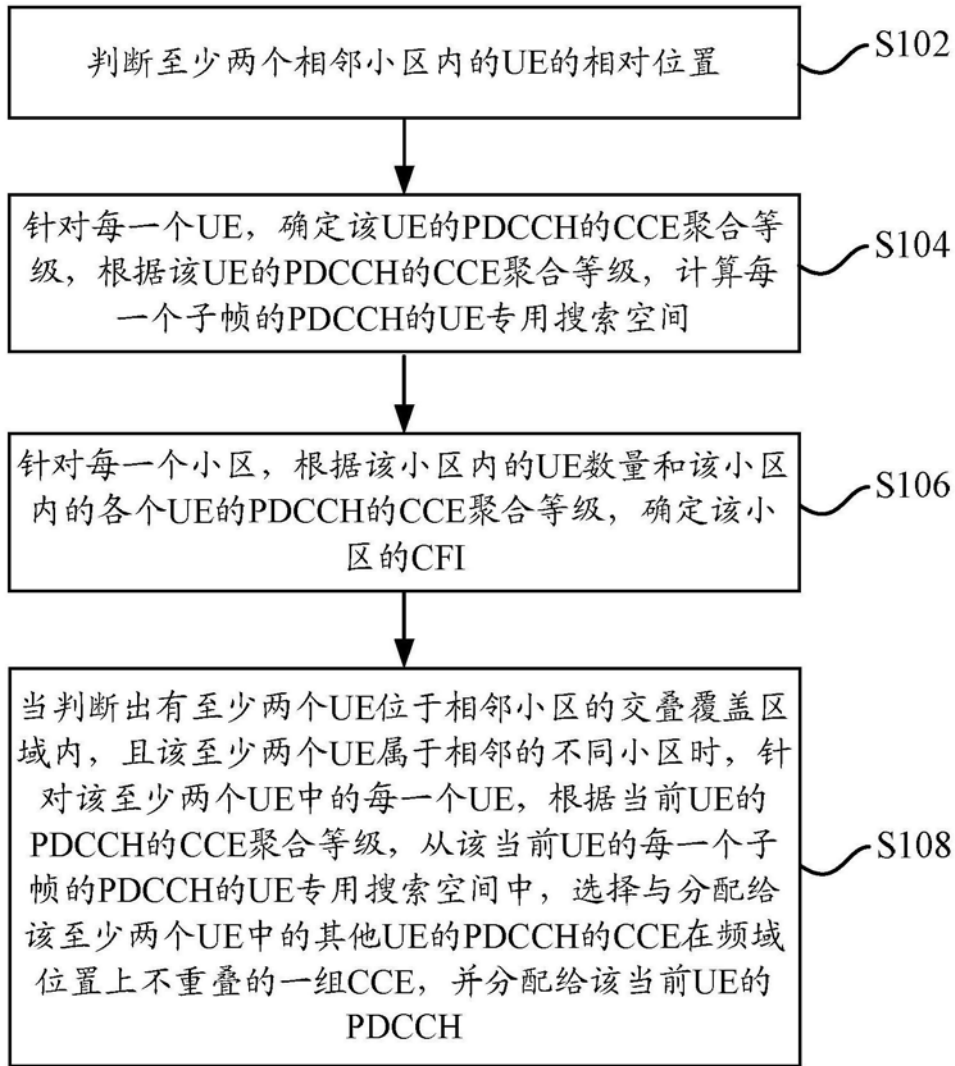 判断至少两个相邻小区内的UE的相对位置
S102
针对每一个UE，确定该UE的PDCCH的CCE聚合等
级，根据该UE的PDCCH的CCE聚合等级，计算每
一个子帧的PDCCH的UE专用搜索空间
S104
针对每一个小区，根据该小区内的UE数量和该小区
内的各个UE的PDCCH的CCE聚合等级，确定该小
区的CFI
S106
当判断出有至少两个UE位于相邻小区的交叠覆盖区
域内，且该至少两个UE属于相邻的不同小区时，针
对该至少两个UE中的每一个UE，根据当前UE的
PDCCH的CCE聚合等级，从该当前UE的每一个子
帧的PDCCH的UE专用搜索空间中，选择与分配给
该至少两个UE中的其他UE的PDCCH的CCE在频域
位置上不重叠的一组CCE，并分配给该当前UE的
PDCCH
S108